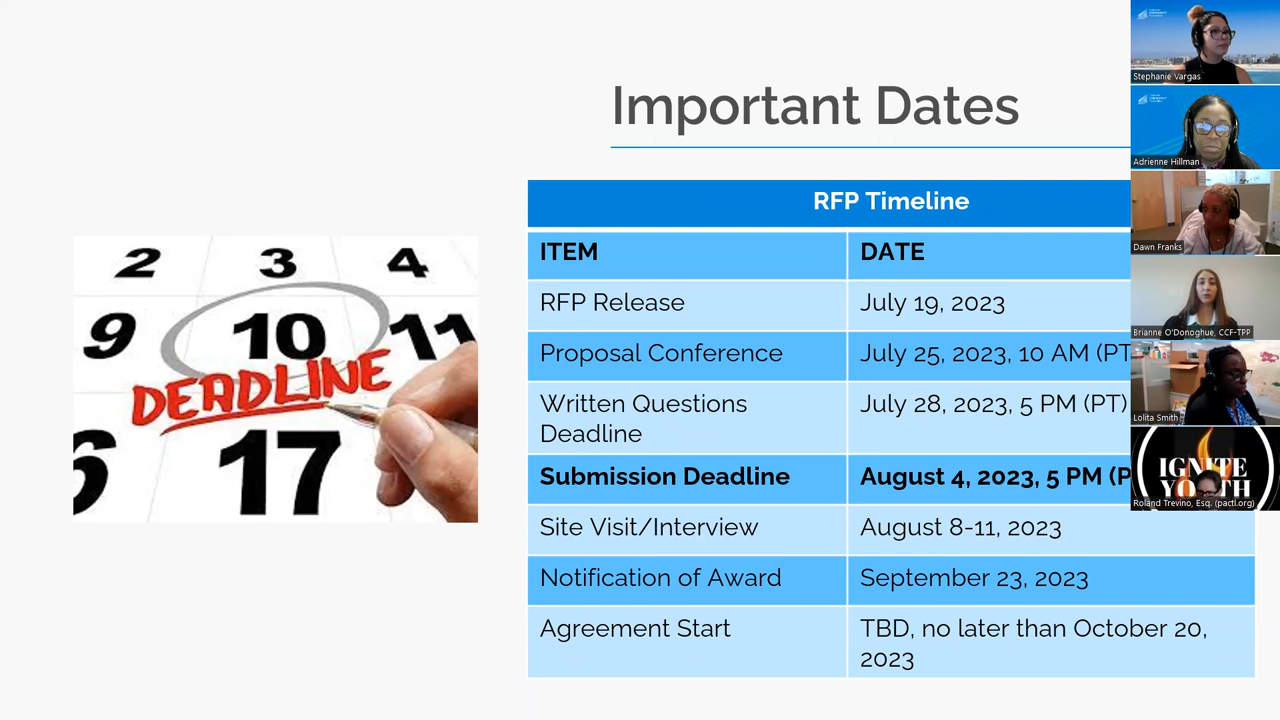 Important Dates
RFP Timeline
ITEM
DATE
RFP Release
July 19, 2023
Proposal Conference
July 25, 2023, 10 AM (PT
Written Questions
Deadline
July 28, 2023, 5 PM (PT)
Submission Deadline
August 4, 2023, 5 PM (P
Site Visit/Interview
August 8-11, 2023
Notification of Award
September 23, 2023
Agreement Start
TBD, no later than October 20,
2023
2 3 4
9 10 11
DEADLINE
6 17
Stephanie Vargas
Adrienne Hillman
Dawn Franks
Brianne O'Donoghue, CCF-TPP
Lolita Smith
IGNITE
YOUTH
Roland Trevino, Esq. (pactl.org)